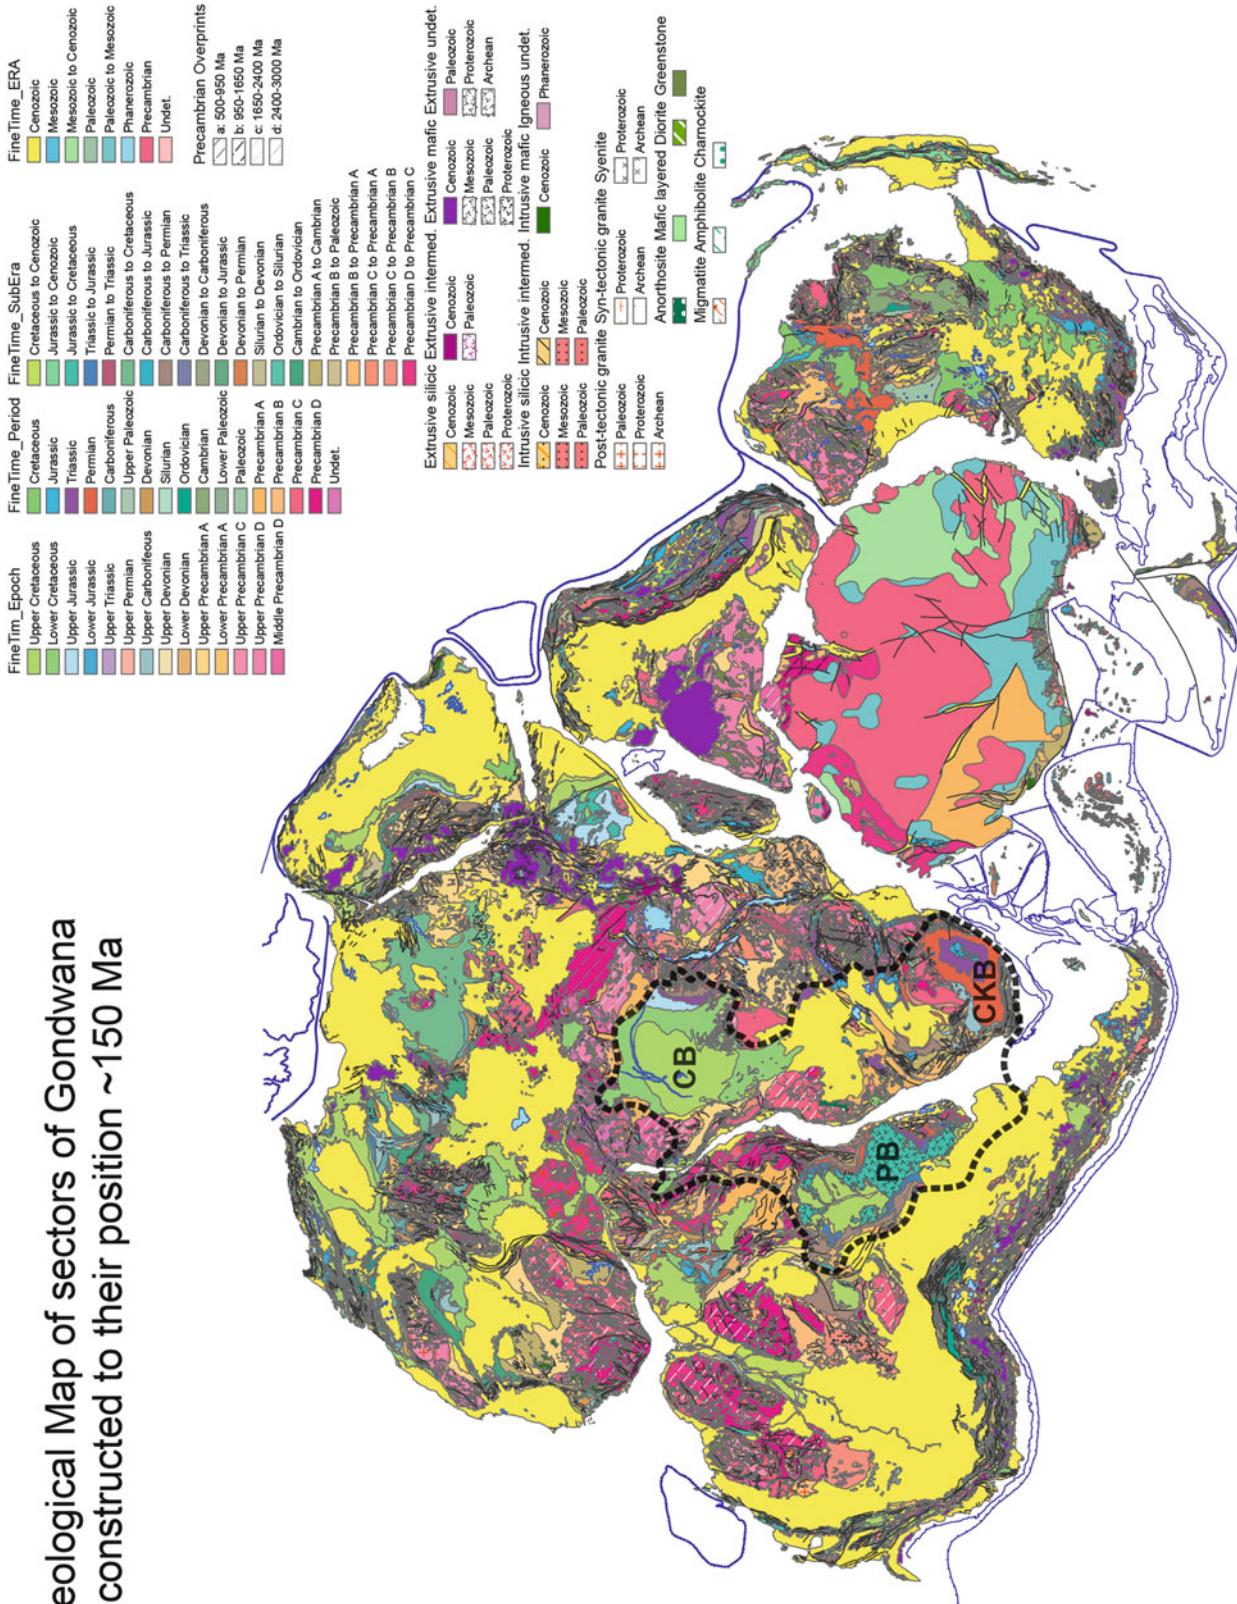 eological Map of sectors of Gondwana
constructed to their position ~150 Ma
FineTim_Epoch
Upper Cretaceous
Lower Cretaceous
Upper Jurassic
Lower Jurassic
Upper Triassic
Upper Permian
Upper Carboniferous
Upper Devonian
Lower Devonian
Upper Precambrian A
Lower Precambrian A
Upper Precambrian C
Upper Precambrian D
Middle Precambrian D
FineTime_Period
Cretaceous
Jurassic
Triassic
Permian
Carboniferous
Upper Paleozoic
Devonian
Silurian
Ordovician
Cambrian
Lower Paleozoic
Paleozoic
Precambrian A
Precambrian B
Precambrian C
Precambrian D
Undet.
FineTime_SubEra
Cretaceous to Cenozoic
Jurassic to Cenozoic
Jurassic to Cretaceous
Triassic to Jurassic
Permian to Triassic
Carboniferous to Cretaceous
Carboniferous to Jurassic
Carboniferous to Permian
Carboniferous to Triassic
Devonian to Carboniferous
Devonian to Jurassic
Devonian to Permian
Silurian to Devonian
Ordovician to Silurian
Cambrian to Ordovician
Precambrian A to Cambrian
Precambrian B to Paleozoic
Precambrian B to Precambrian A
Precambrian C to Precambrian A
Precambrian C to Precambrian B
Precambrian D to Precambrian C
FineTime_ERA
Cenozoic
Mesozoic
Mesozoic to Cenozoic
Paleozoic
Paleozoic to Mesozoic
Phanerozoic
Precambrian
Undet.
Precambrian Overprints
a: 500-950 Ma
b: 950-1650 Ma
c: 1650-2400 Ma
d: 2400-3000 Ma
Extrusive silicic Extrusive intermed. Extrusive mafic Extrusive undet.
Cenozoic
Mesozoic
Paleozoic
Proterozoic
Cenozoic
Paleozoic
Cenozoic
Mesozoic
Paleozoic
Proterozoic
Paleozoic
Proterozoic
Archean
Intrusive silicic Intrusive intermed. Intrusive mafic Igneous undet.
Cenozoic
Mesozoic
Paleozoic
Cenozoic
Mesozoic
Paleozoic
Cenozoic
Phanerozoic
Post-tectonic granite Syn-tectonic granite Syenite
Paleozoic
Proterozoic
Archean
Proterozoic
Archean
Proterozoic
Archean
Anorthosite Mafic layered Diorite Greenstone
Migmatite Amphibolite Charnockite
CB
CKB
PB